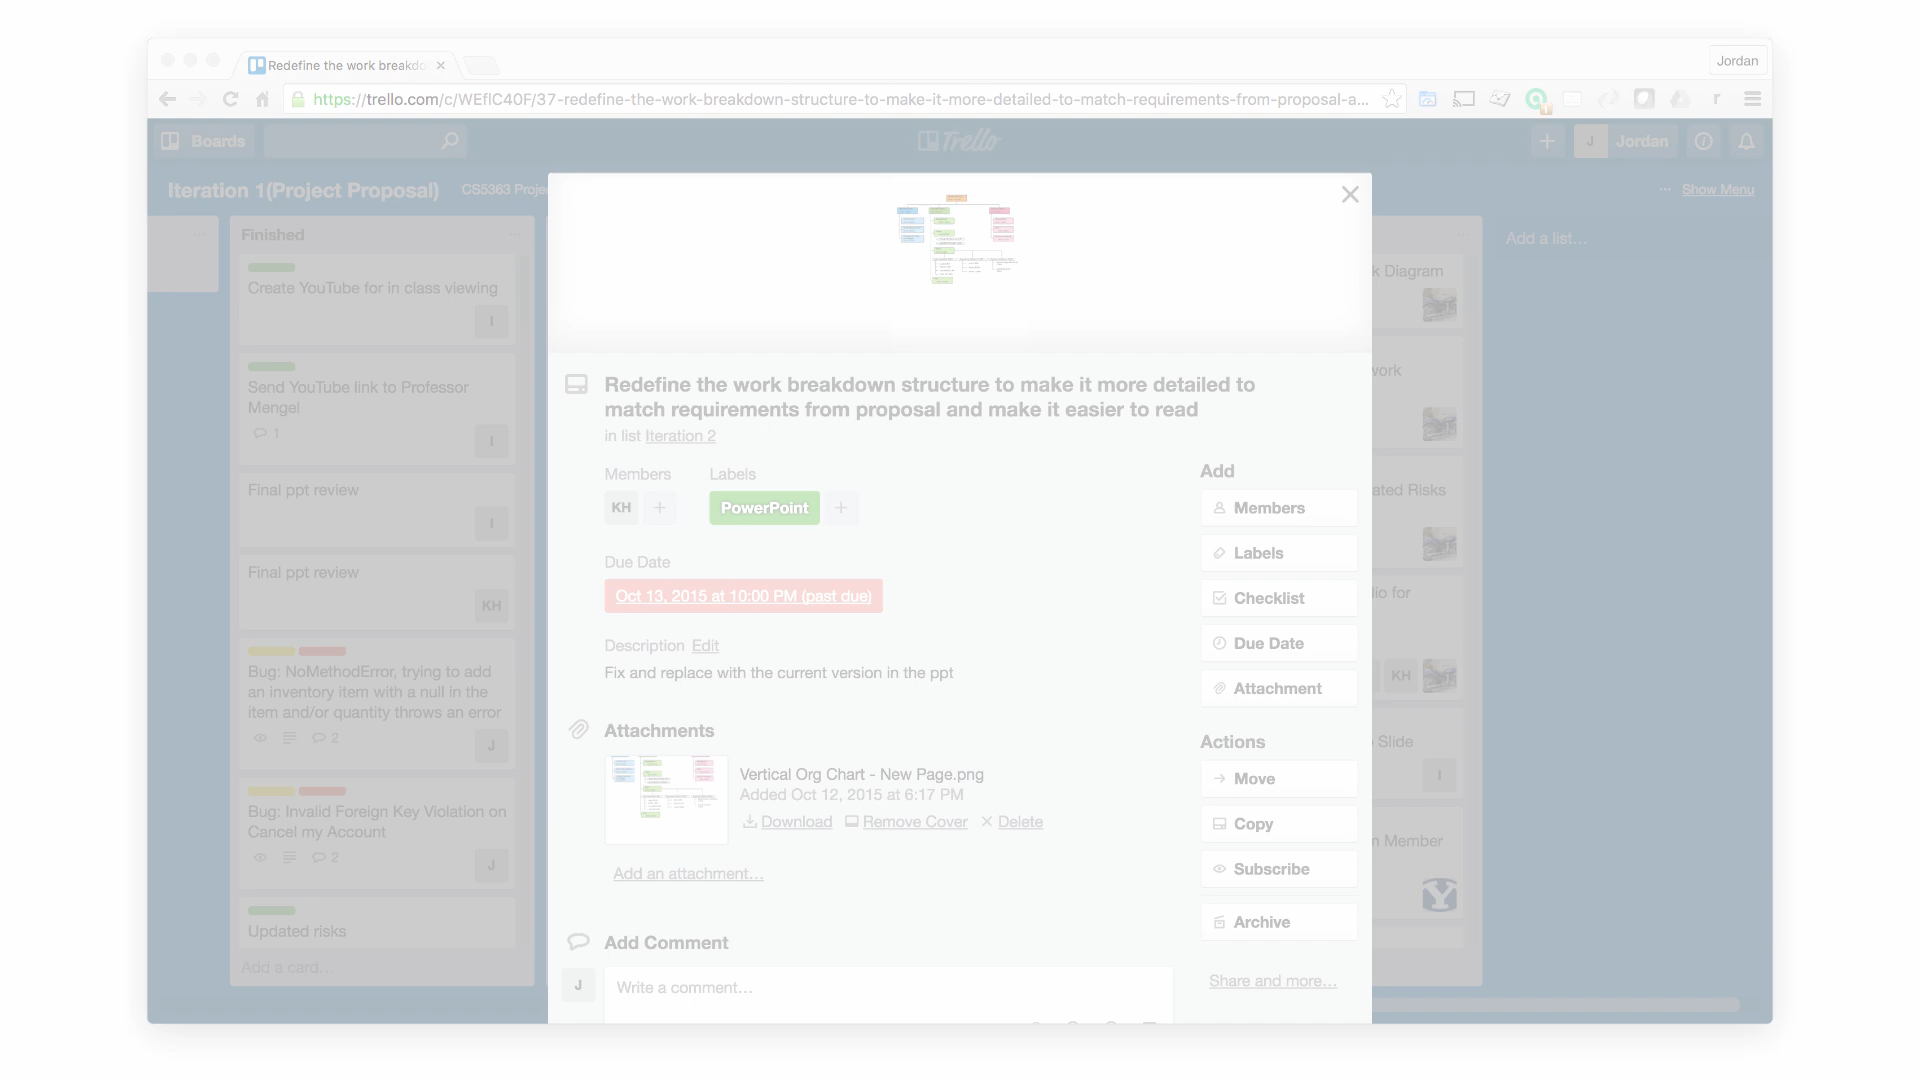 Redefine the work breakdo
Jordan
https://trello.com/c/WEflC40F/37-redefine-the-work-breakdown-structure-to-make-it-more-detailed-to-match-requirements-from-proposal-a...
r
Boards
Trello
J
Jordan
Iteration 1(Project Proposal)
CS5363 Proje
Show Menu
Finished
Create YouTube for in class viewing
I
Send YouTube link to Professor
Mengel
1
I
Final ppt review
I
Final ppt review
KH
Bug: NoMethodError, trying to add
an inventory item with a null in the
item and/or quantity throws an error
2
J
Bug: Invalid Foreign Key Violation on
Cancel my Account
2
J
Updated risks
Add a card...
Redefine the work breakdown structure to make it more detailed to
match requirements from proposal and make it easier to read
in list Iteration 2
Members
Labels
KH
PowerPoint
Due Date
Oct 13, 2015 at 10:00 PM (past due)
Description Edit
Fix and replace with the current version in the ppt
Attachments
Vertical Org Chart - New Page.png
Added Oct 12, 2015 at 6:17 PM
Download Remove Cover Delete
Add an attachment...
Add Comment
J
Write a comment...
Add
Members
Labels
Checklist
Due Date
Attachment
Actions
Move
Copy
Subscribe
Archive
Share and more...
k Diagram
work
ated Risks
io for
KH
Slide
I
n Member
Y
Add a list...